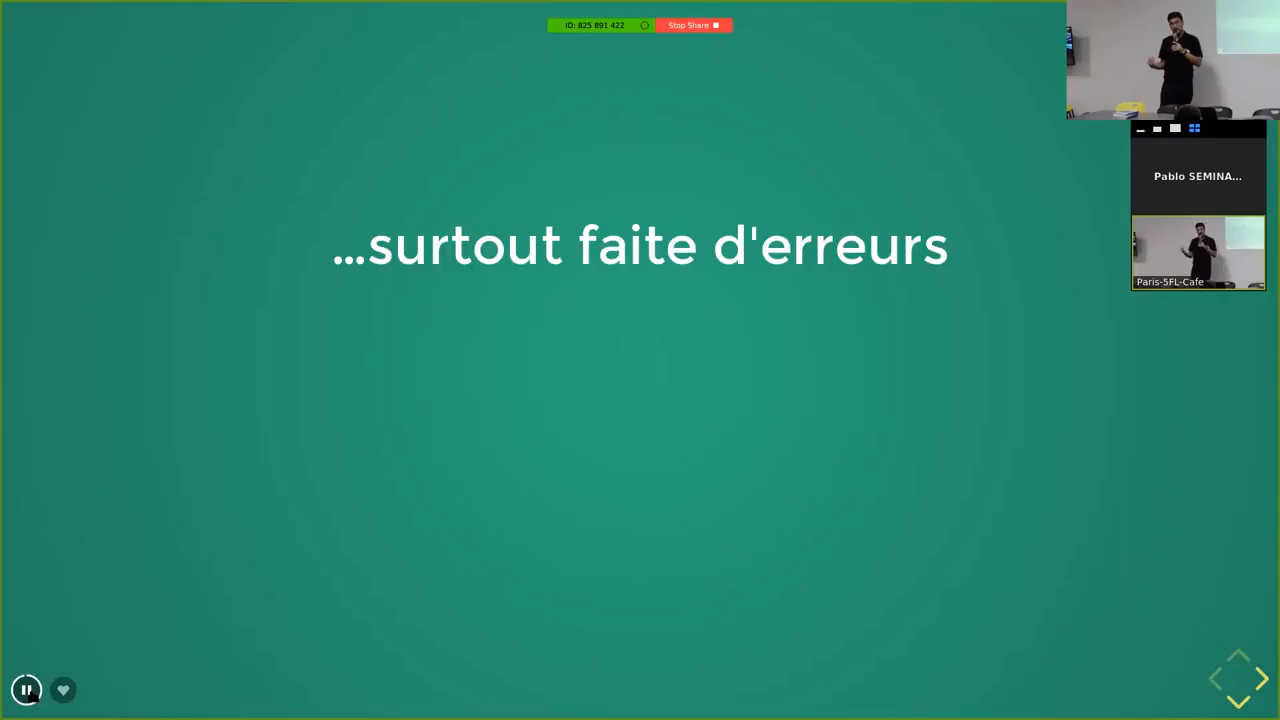 ID: 825 891 422
Stop Share
Pablo SEMINA...
Paris-5FL-Cafe
...surtout faite d'erreurs